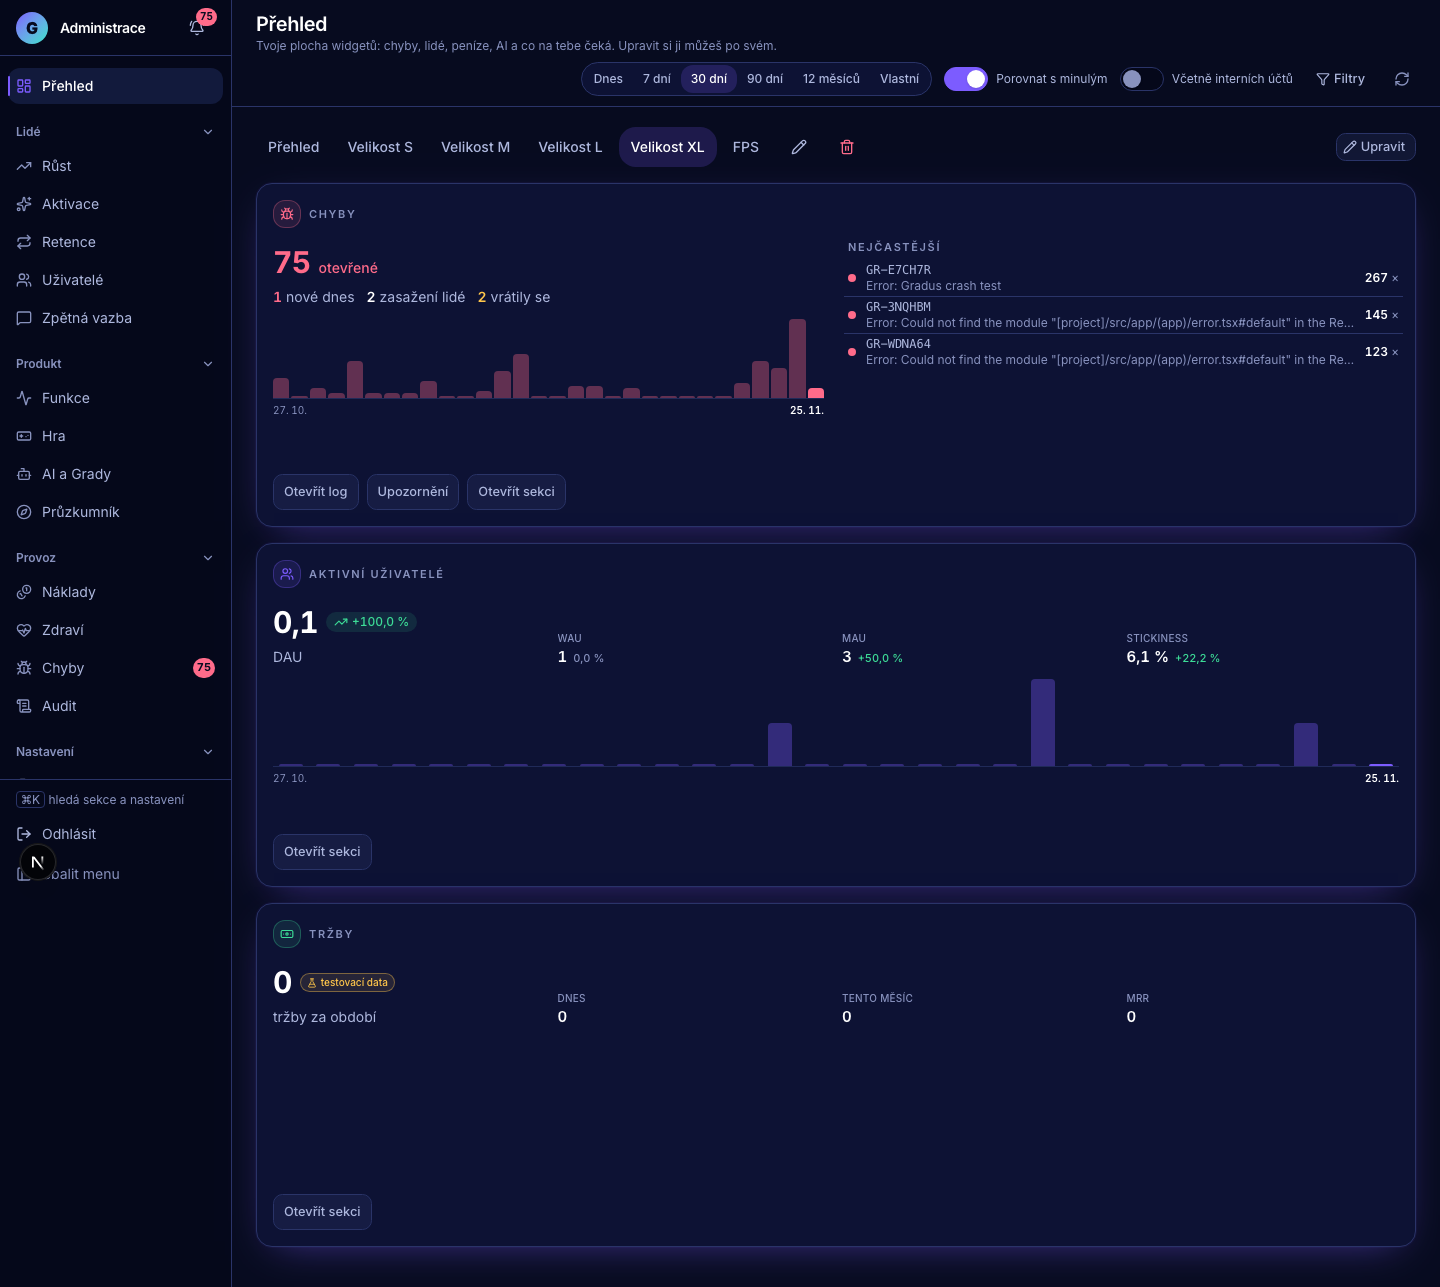 G Administrace 75
Přehled
Lidé
Růst
Aktivace
Retence
Uživatelé
Zpětná vazba
Produkt
Funkce
Hra
AI a Grady
Průzkumník
Provoz
Náklady
Zdraví
Chyby 75
Audit
Nastavení
⌘K hledá sekce a nastavení
Odhlásit
N
balit menu
Přehled
Tvoje plocha widgetů: chyby, lidé, peníze, AI a co na tebe čeká. Upravit si ji můžeš po svém.
Dnes 7 dní 30 dní 90 dní 12 měsíců Vlastní Porovnat s minulým Včetně interních účtů Filtry
Přehled Velikost S Velikost M Velikost L Velikost XL FPS Upravit
CHYBY
75 otevřené
1 nové dnes 2 zasažení lidé 2 vrátily se
27. 10. 25. 11.
NEJČASTĚJŠÍ
GR-E7CH7R
Error: Gradus crash test
267 ×
GR-3NQHBM
Error: Could not find the module "[project]/src/app/(app)/error.tsx#default" in the Re…
145 ×
GR-WDNA64
Error: Could not find the module "[project]/src/app/(app)/error.tsx#default" in the Re…
123 ×
Otevřít log Upozornění Otevřít sekci
AKTIVNÍ UŽIVATELÉ
0,1 +100,0 %
DAU
WAU
1 0,0 %
MAU
3 +50,0 %
STICKINESS
6,1 % +22,2 %
27. 10. 25. 11.
Otevřít sekci
TRŽBY
0 testovací data
tržby za období
DNES
0
TENTO MĚSÍC
0
MRR
0
Otevřít sekci